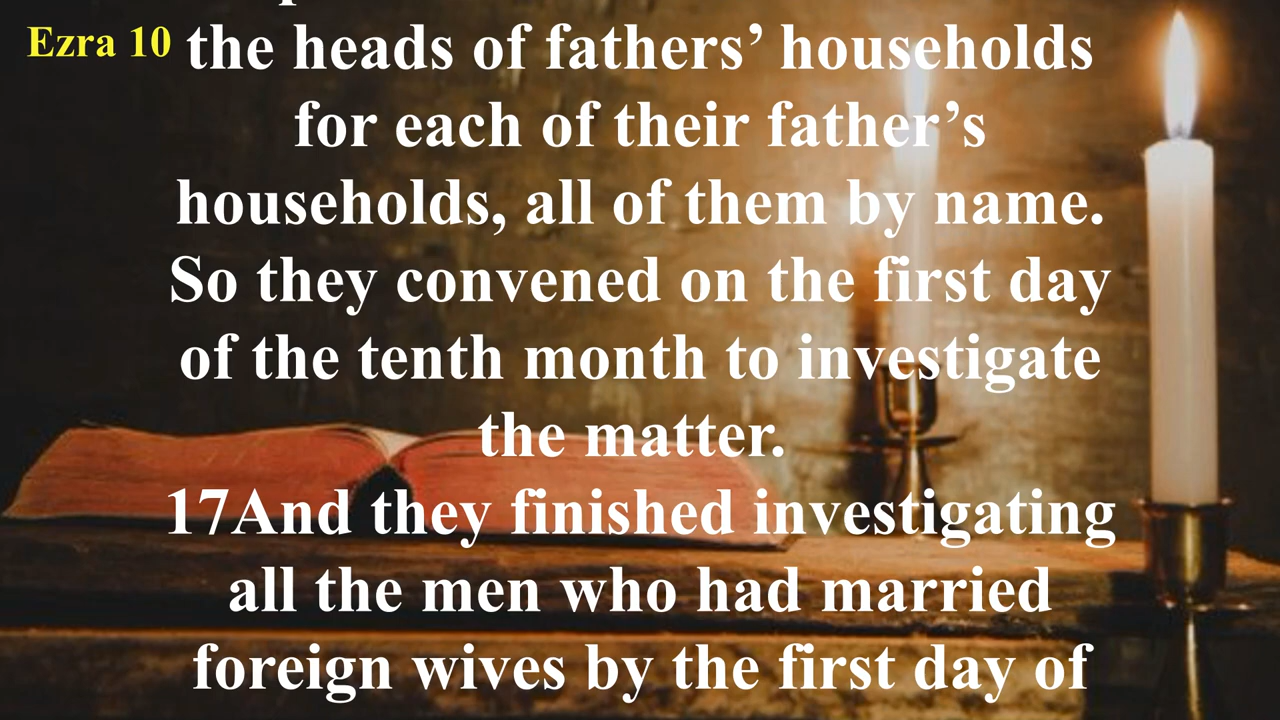 Ezra 10
the heads of fathers’ households
for each of their father’s
households, all of them by name.
So they convened on the first day
of the tenth month to investigate
the matter.
17And they finished investigating
all the men who had married
foreign wives by the first day of